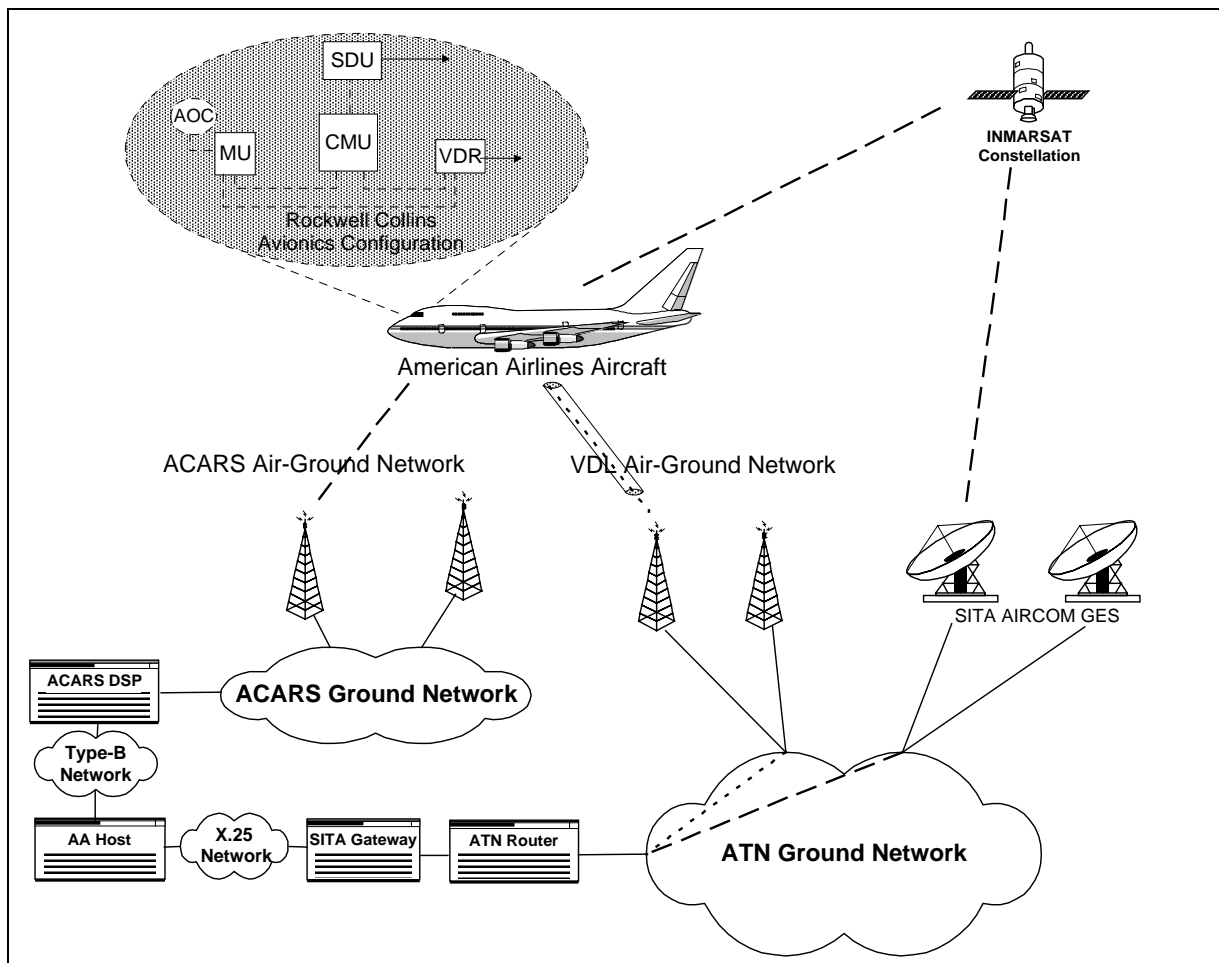 SDU
AOC
MU
CMU
VDR
Rockwell Collins
Avionics Configuration
INMARSAT
Constellation
American Airlines Aircraft
ACARS Air-Ground Network
VDL Air-Ground Network
SITA AIRCOM GES
ACARS DSP
ACARS Ground Network
Type-B
Network
AA Host
X.25
Network
SITA Gateway
ATN Router
ATN Ground Network